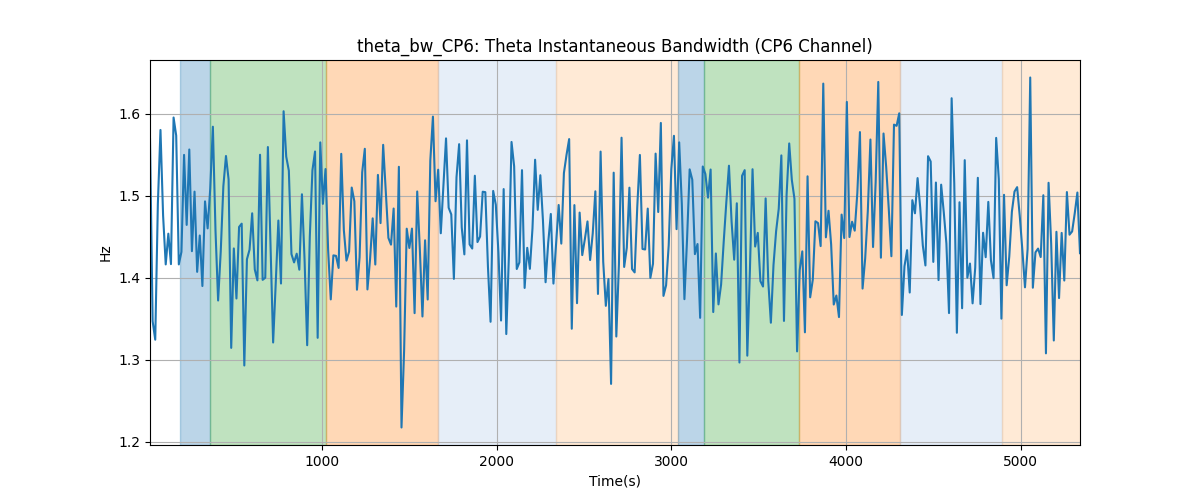 theta_bw_CP6: Theta Instantaneous Bandwidth (CP6 Channel)
1.6
1.5
1.4
1.3
1.2
Hz
1000 2000 3000 4000 5000
Time(s)